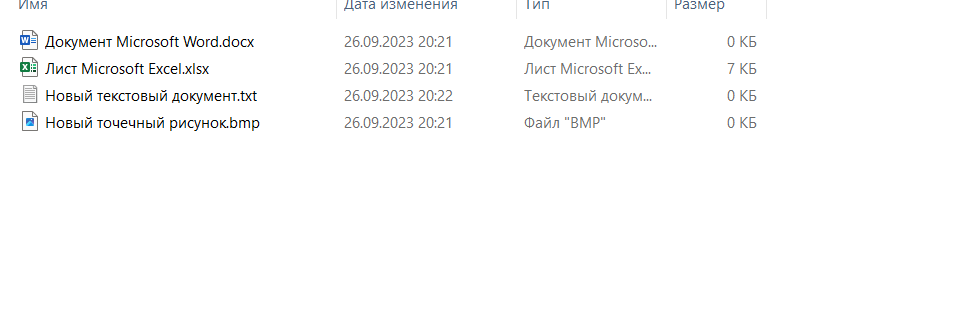 Имя Дата изменения Тип Размер
Документ Microsoft Word.docx 26.09.2023 20:21 Документ Microso... 0 КБ
Лист Microsoft Excel.xlsx 26.09.2023 20:21 Лист Microsoft Ex... 7 КБ
Новый текстовый документ.txt 26.09.2023 20:22 Текстовый докум... 0 КБ
Новый точечный рисунок.bmp 26.09.2023 20:21 Файл "BMP" 0 КБ